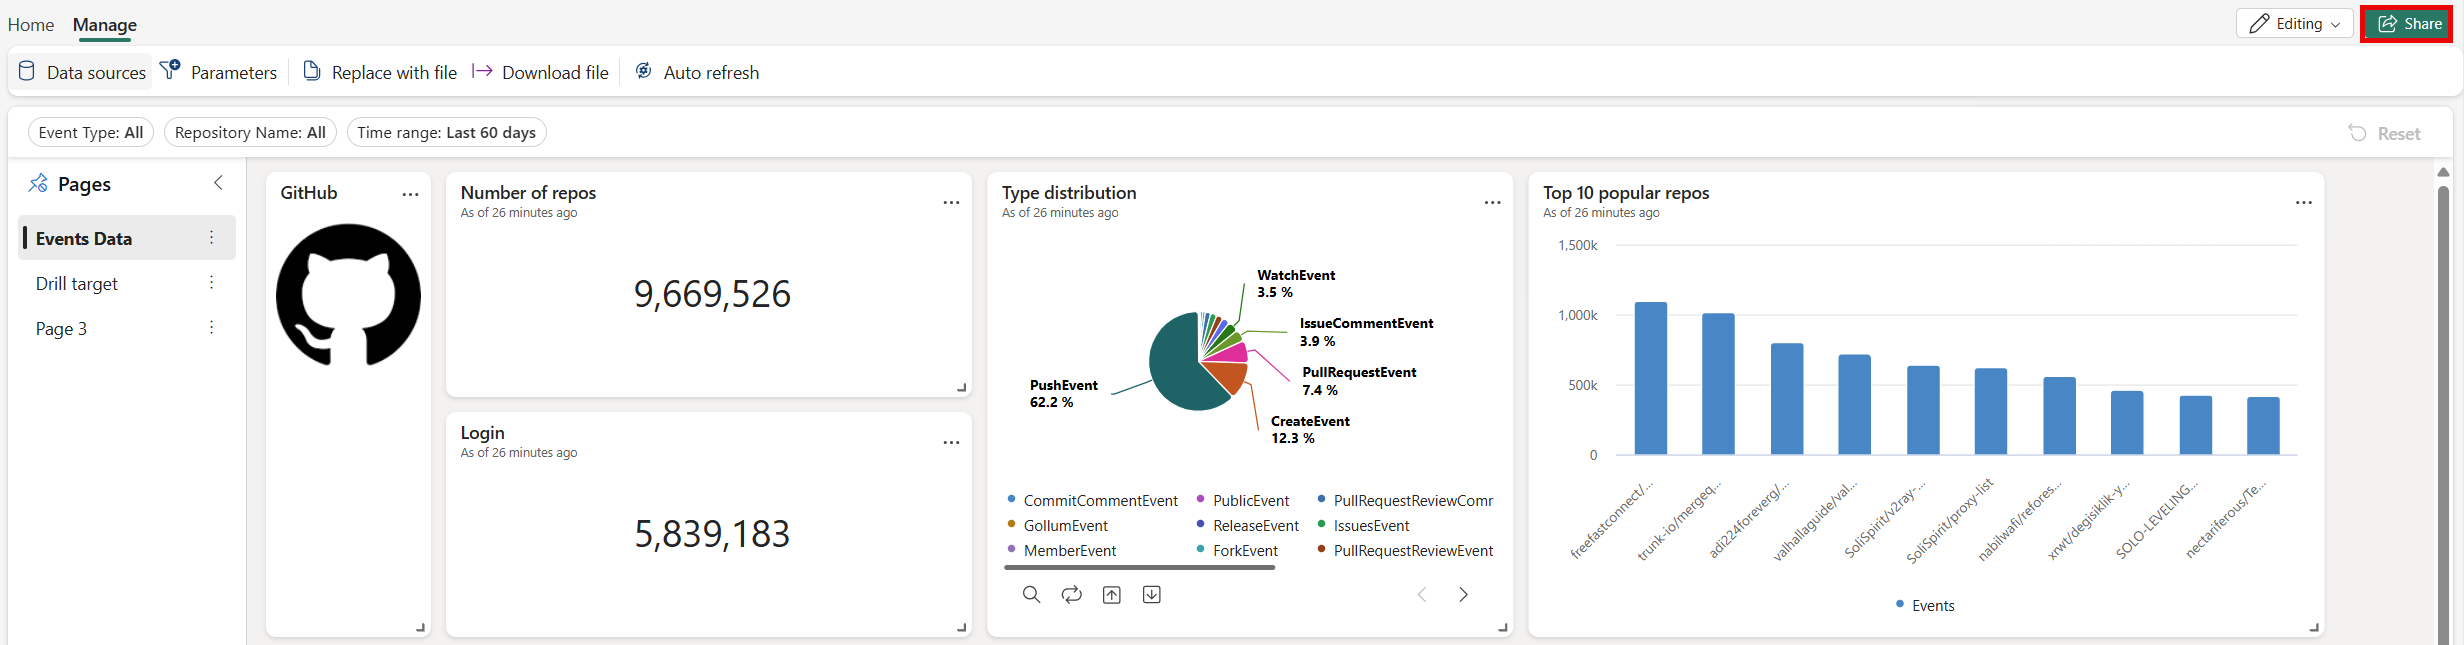 Home Manage Editing Share
Data sources Parameters Replace with file Download file Auto refresh
Event Type: All Repository Name: All Time range: Last 60 days Reset
Pages
Events Data
Drill target
Page 3
GitHub
Number of repos
As of 26 minutes ago
9,669,526
Login
As of 26 minutes ago
5,839,183
Type distribution
As of 26 minutes ago
WatchEvent
3.5 %
IssueCommentEvent
3.9 %
PullRequestEvent
7.4 %
PushEvent
62.2 %
CreateEvent
12.3 %
CommitCommentEvent PublicEvent PullRequestReviewComr
GollumEvent ReleaseEvent IssuesEvent
MemberEvent ForkEvent PullRequestReviewEvent
Top 10 popular repos
As of 26 minutes ago
1,500k
1,000k
500k
0
freefastconnect/...
trunk-io/mergeq...
adi224foreverg/...
valhallaguide/val...
SoliSpirit/v2ray-...
SoliSpirit/proxy-list
nabilwafi/refores...
xrwt/degisiklik-y...
SOLO-LEVELING...
nectariferous/Te...
Events